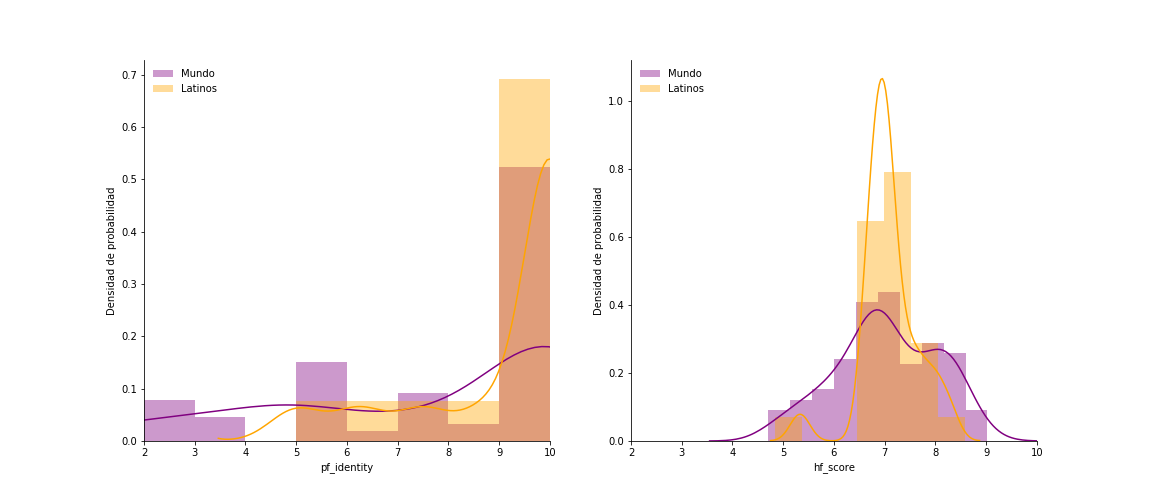 Mundo
Latinos
0.7
0.6
0.5
0.4
0.3
0.2
0.1
0.0
Densidad de probabilidad
2 3 4 5 6 7 8 9 10
pf_identity
Mundo
Latinos
1.0
0.8
0.6
0.4
0.2
0.0
Densidad de probabilidad
2 3 4 5 6 7 8 9 10
hf_score